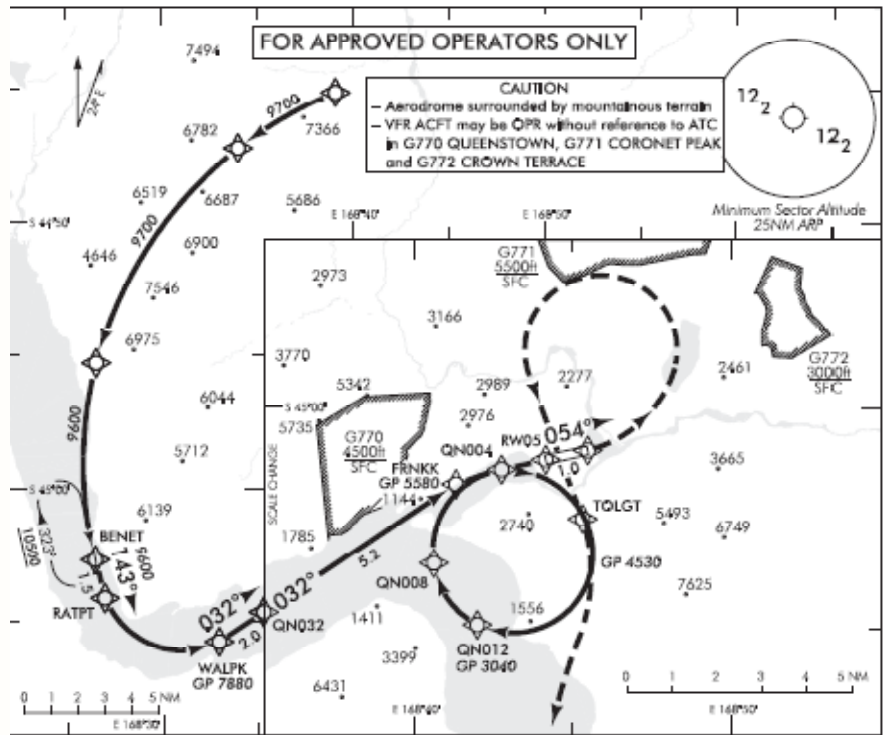 FOR APPROVED OPERATORS ONLY
CAUTION
– Aerodrome surrounded by mountainous terrain
– VFR ACFT may be OPR without reference to ATC
in G770 QUEENSTOWN, G771 CORONET PEAK
and G772 CROWN TERRACE
12₂
12₂
Minimum Sector Altitude
25NM ARP
7494
9700
7366
6782
6519
6687
5686
E 168°40'
E 168°50'
S 44°50'
9700
4646
6900
7546
6975
9600
6044
5712
S 45°00'
6139
323°
10500
BENET
143°
9600
1.5
RATPT
032°
2.0
WALPK
GP 7880
QN032
0 1 2 3 4 5 NM
E 168°30'
SCALE CHANGE
2973
G771
5500ft
SFC
3166
3770
5342
2989
2277
2461
G772
3000ft
SFC
S 45°00'
5735
2976
G770
4500ft
SFC
QN004
RW05
054°
1.0
FRNKK
GP 5580
1144
3665
TOLGT
2740
5493
6749
1785
032°
5.2
QN008
GP 4530
7625
1411
1556
QN012
GP 3040
3399
6431
0 1 2 3 4 5 NM
E 168°40'
E 168°50'